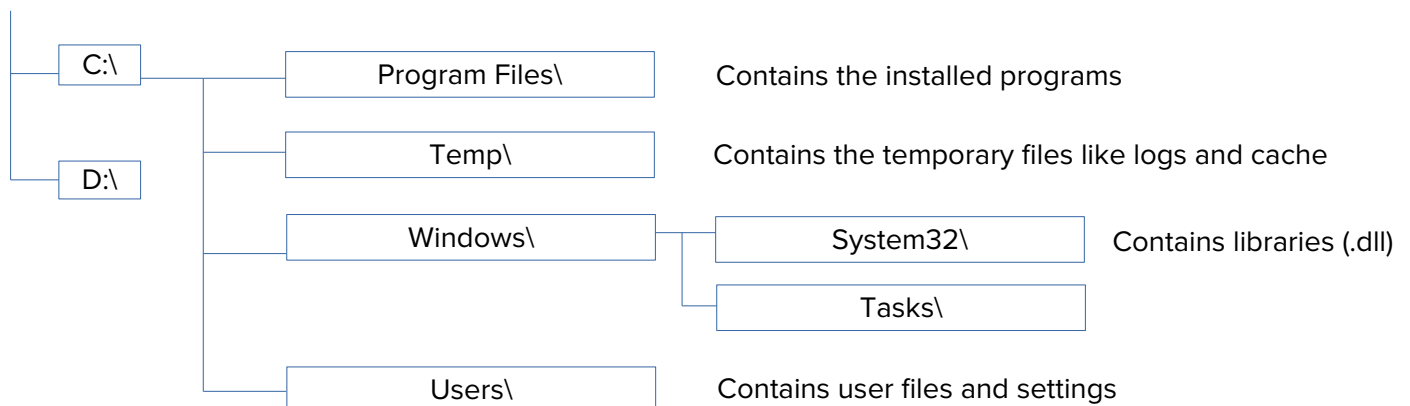 C:\
Program Files\
Contains the installed programs
Temp\
Contains the temporary files like logs and cache
D:\
Windows\
System32\
Contains libraries (.dll)
Tasks\
Users\
Contains user files and settings